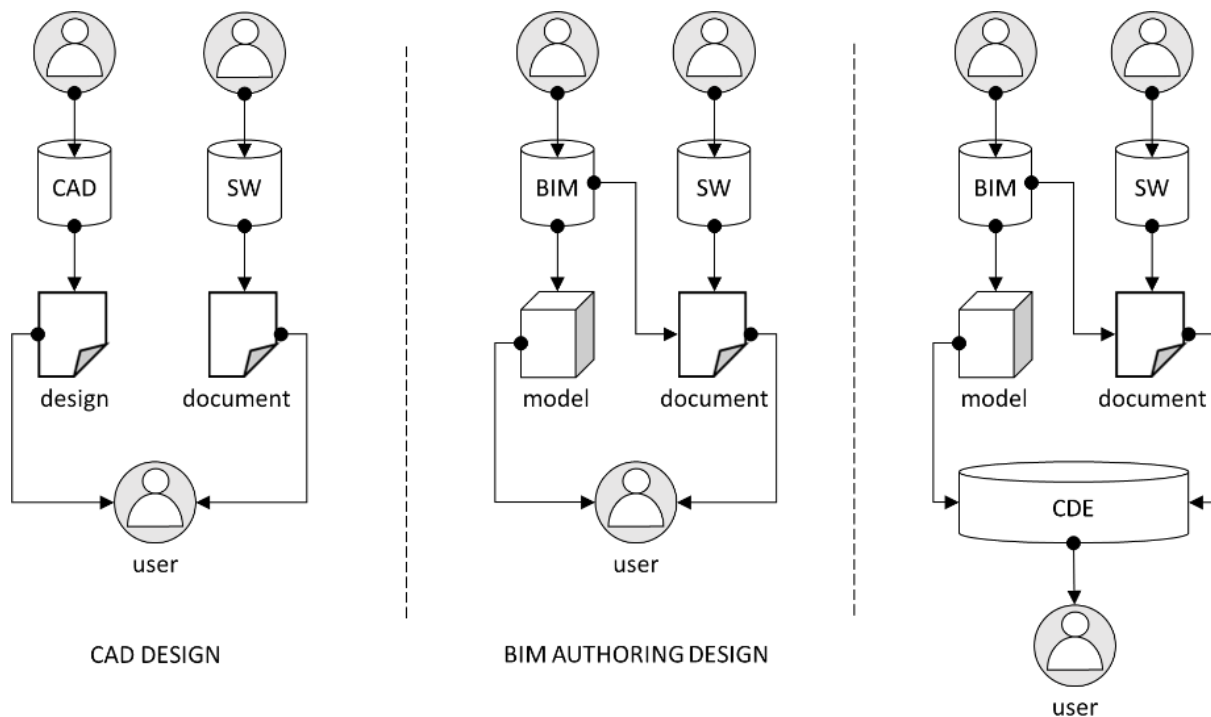 CAD SW BIM SW BIM SW
design document model document model document
CDE
user user
CAD DESIGN BIM AUTHORING DESIGN
user